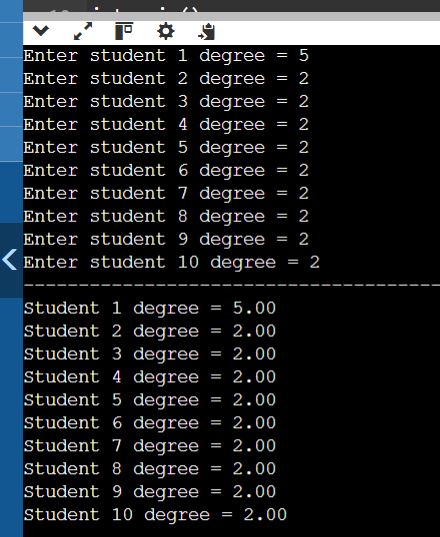 Enter student 1 degree = 5
Enter student 2 degree = 2
Enter student 3 degree = 2
Enter student 4 degree = 2
Enter student 5 degree = 2
Enter student 6 degree = 2
Enter student 7 degree = 2
Enter student 8 degree = 2
Enter student 9 degree = 2
Enter student 10 degree = 2
----------------------------------------
Student 1 degree = 5.00
Student 2 degree = 2.00
Student 3 degree = 2.00
Student 4 degree = 2.00
Student 5 degree = 2.00
Student 6 degree = 2.00
Student 7 degree = 2.00
Student 8 degree = 2.00
Student 9 degree = 2.00
Student 10 degree = 2.00